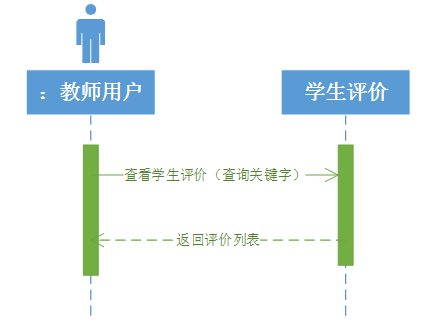 ：教师用户
学生评价
查看学生评价（查询关键字）
返回评价列表